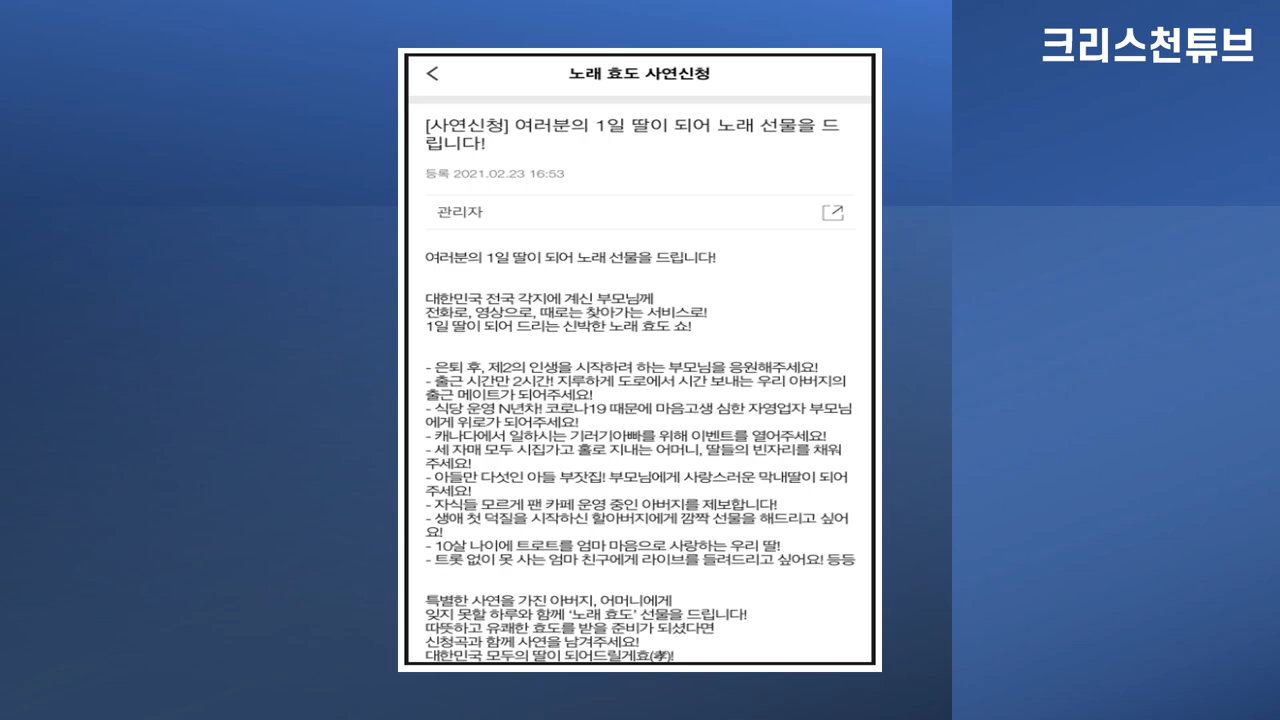 크리스천튜브
노래 효도 사연신청
[사연신청] 여러분의 1일 딸이 되어 노래 선물을 드
립니다!
등록 2021.02.23 16:53
관리자
여러분의 1일 딸이 되어 노래 선물을 드립니다!
대한민국 전국 각지에 계신 부모님께
전화로, 영상으로, 때로는 찾아가는 서비스로!
1일 딸이 되어 드리는 신박한 노래 효도 쇼!
- 은퇴 후, 제2의 인생을 시작하려 하는 부모님을 응원해주세요!
- 출근 시간만 2시간! 지루하게 도로에서 시간 보내는 우리 아버지의
출근 메이트가 되어주세요!
- 식당 운영 N년차! 코로나19 때문에 마음고생 심한 자영업자 부모님
에게 위로가 되어주세요!
- 캐나다에서 일하시는 기러기아빠를 위해 이벤트를 열어주세요!
- 세 자매 모두 시집가고 홀로 지내는 어머니, 딸들의 빈자리를 채워
주세요!
- 아들만 다섯인 아들 부잣집! 부모님에게 사랑스러운 막내딸이 되어
주세요!
- 자식들 모르게 팬 카페 운영 중인 아버지를 제보합니다!
- 생애 첫 덕질을 시작하신 할아버지에게 깜짝 선물을 해드리고 싶어
요!
- 10살 나이에 트로트를 엄마 마음으로 사랑하는 우리 딸!
- 트롯 없이 못 사는 엄마 친구에게 라이브를 들려드리고 싶어요! 등등
특별한 사연을 가진 아버지, 어머니에게
잊지 못할 하루와 함께 ‘노래 효도’ 선물을 드립니다!
따뜻하고 유쾌한 효도를 받을 준비가 되셨다면
신청곡과 함께 사연을 남겨주세요!
대한민국 모두의 딸이 되어드릴게효(孝)!